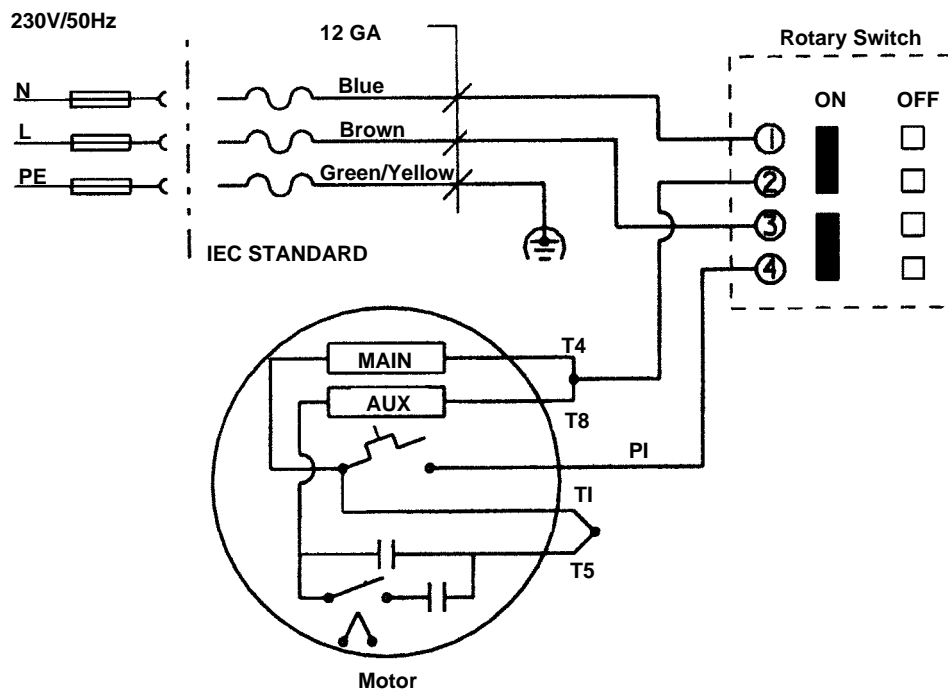 230V/50Hz
12 GA
Rotary Switch
N
Blue
ON OFF
L
Brown
1
PE
Green/Yellow
2
3
IEC STANDARD
4
MAIN
T4
AUX
T8
PI
TI
T5
Motor